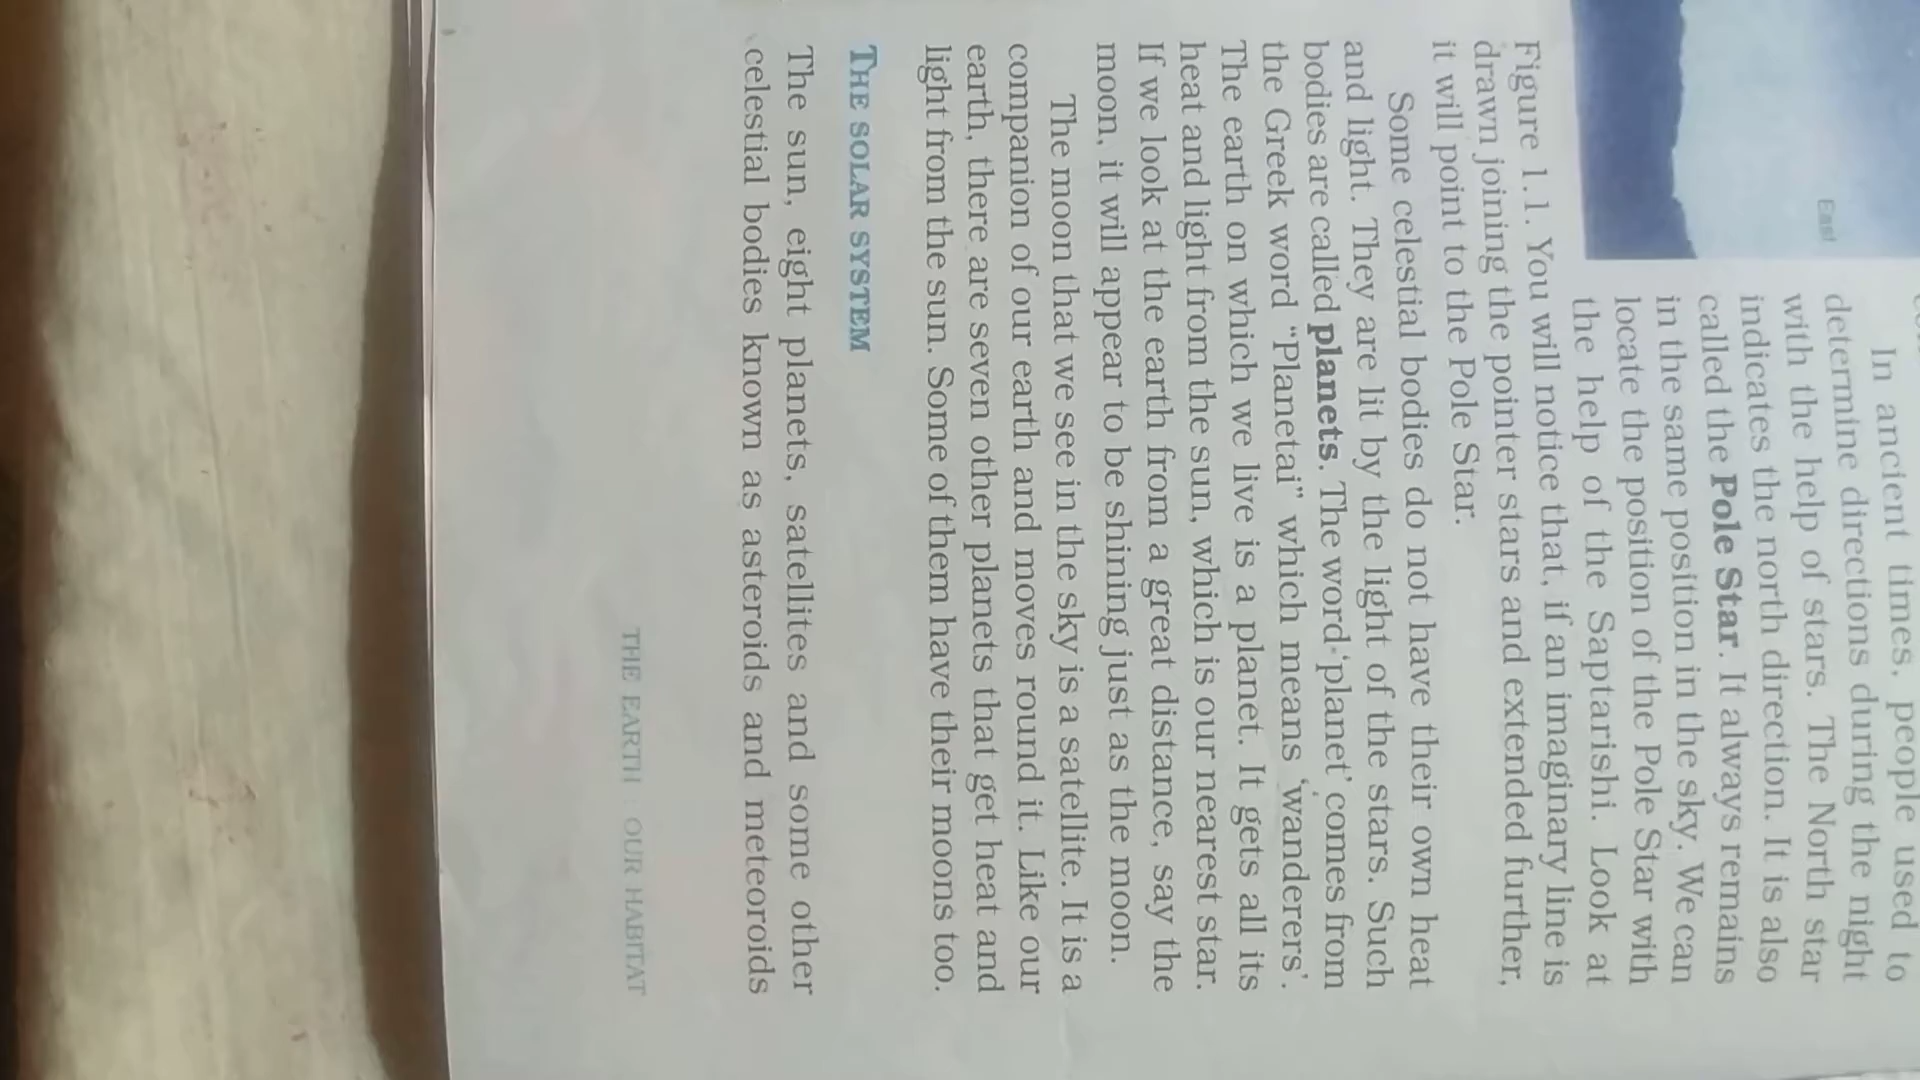 East
In ancient times, people used to
determine directions during the night
with the help of stars. The North star
indicates the north direction. It is also
called the Pole Star. It always remains
in the same position in the sky. We can
locate the position of the Pole Star with
the help of the Saptarishi. Look at
Figure 1.1. You will notice that, if an imaginary line is
drawn joining the pointer stars and extended further,
it will point to the Pole Star.
Some celestial bodies do not have their own heat
and light. They are lit by the light of the stars. Such
bodies are called planets. The word ‘planet’ comes from
the Greek word “Planetai” which means ‘wanderers’.
The earth on which we live is a planet. It gets all its
heat and light from the sun, which is our nearest star.
If we look at the earth from a great distance, say the
moon, it will appear to be shining just as the moon.
The moon that we see in the sky is a satellite. It is a
companion of our earth and moves round it. Like our
earth, there are seven other planets that get heat and
light from the sun. Some of them have their moons too.
THE SOLAR SYSTEM
The sun, eight planets, satellites and some other
celestial bodies known as asteroids and meteoroids
THE EARTH : OUR HABITAT